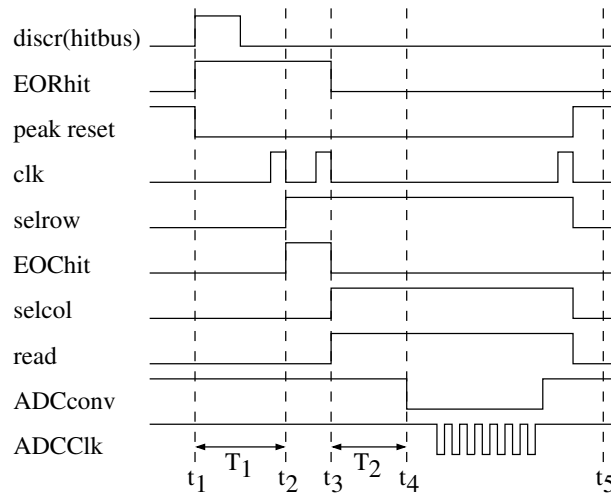 discr(hitbus)
EORhit
peak reset
clk
selrow
EOChit
selcol
read
ADCconv
ADCClk
T1 T2
t1 t2 t3 t4 t5